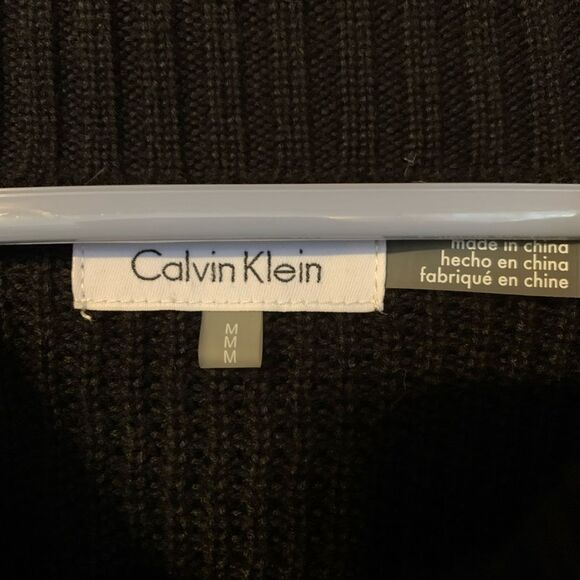 Calvin Klein
made in china
hecho en china
fabriqué en chine
M
M
M